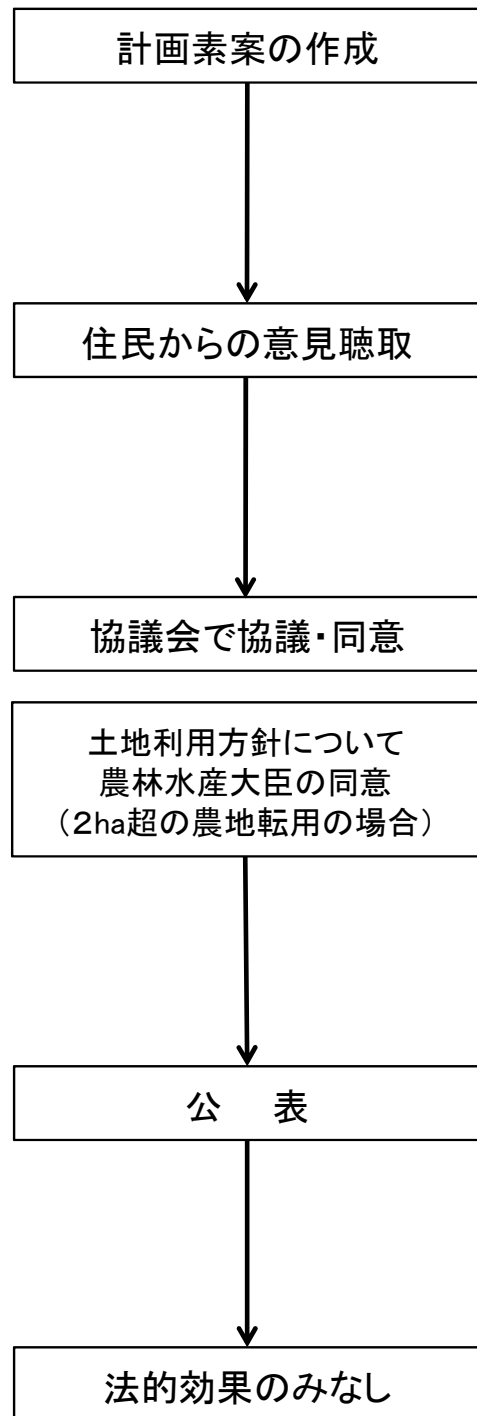 計画素案の作成
住民からの意見聴取
協議会で協議・同意
土地利用方針について
農林水産大臣の同意
（2ha超の農地転用の場合）
公　表
法的効果のみなし